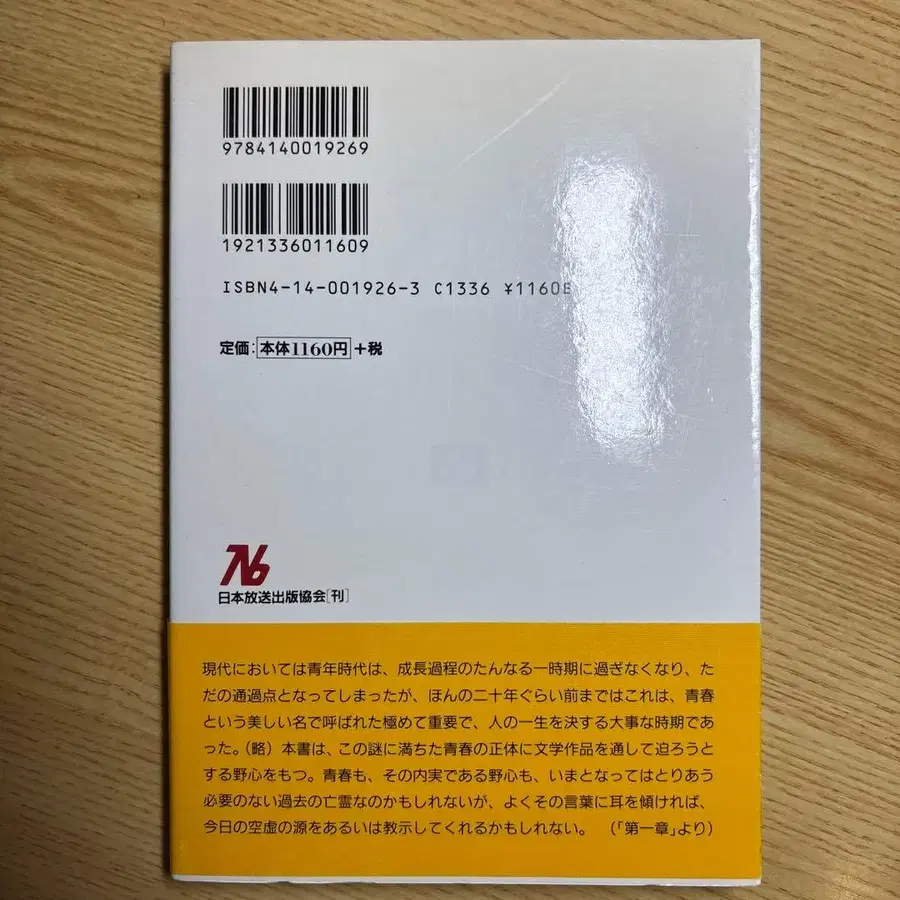 9784140019269
1921336011609
ISBN4-14-001926-3 C1336 ¥1160E
定価：本体1160円＋税
日本放送出版協会［刊］
現代においては青年時代は、成長過程のたんなる一時期に過ぎなくなり、た
だの通過点となってしまったが、ほんの二十年ぐらい前まではこれは、青春
という美しい名で呼ばれた極めて重要で、人の一生を決する大事な時期であ
った。（略）本書は、この謎に満ちた青春の正体に文学作品を通して迫ろうと
する野心をもつ。青春も、その内実である野心も、いまとなってはとりあう
必要のない過去の亡霊なのかもしれないが、よくその言葉に耳を傾ければ、
今日の空虚の源をあるいは教示してくれるかもしれない。　（「第一章」より）